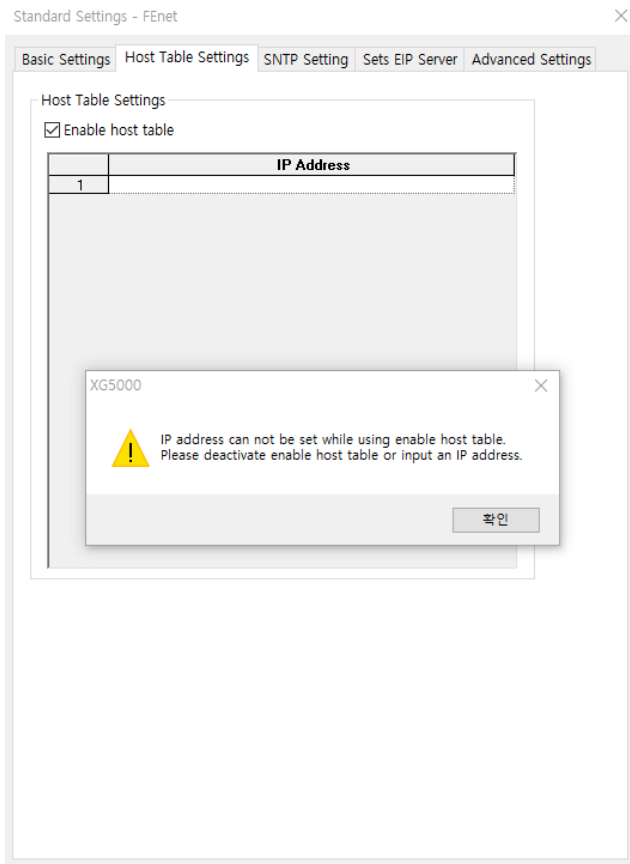 Standard Settings - FEnet
Basic Settings Host Table Settings SNTP Setting Sets EIP Server Advanced Settings
Host Table Settings
Enable host table
IP Address
1
XG5000
IP address can not be set while using enable host table.
Please deactivate enable host table or input an IP address.
확인